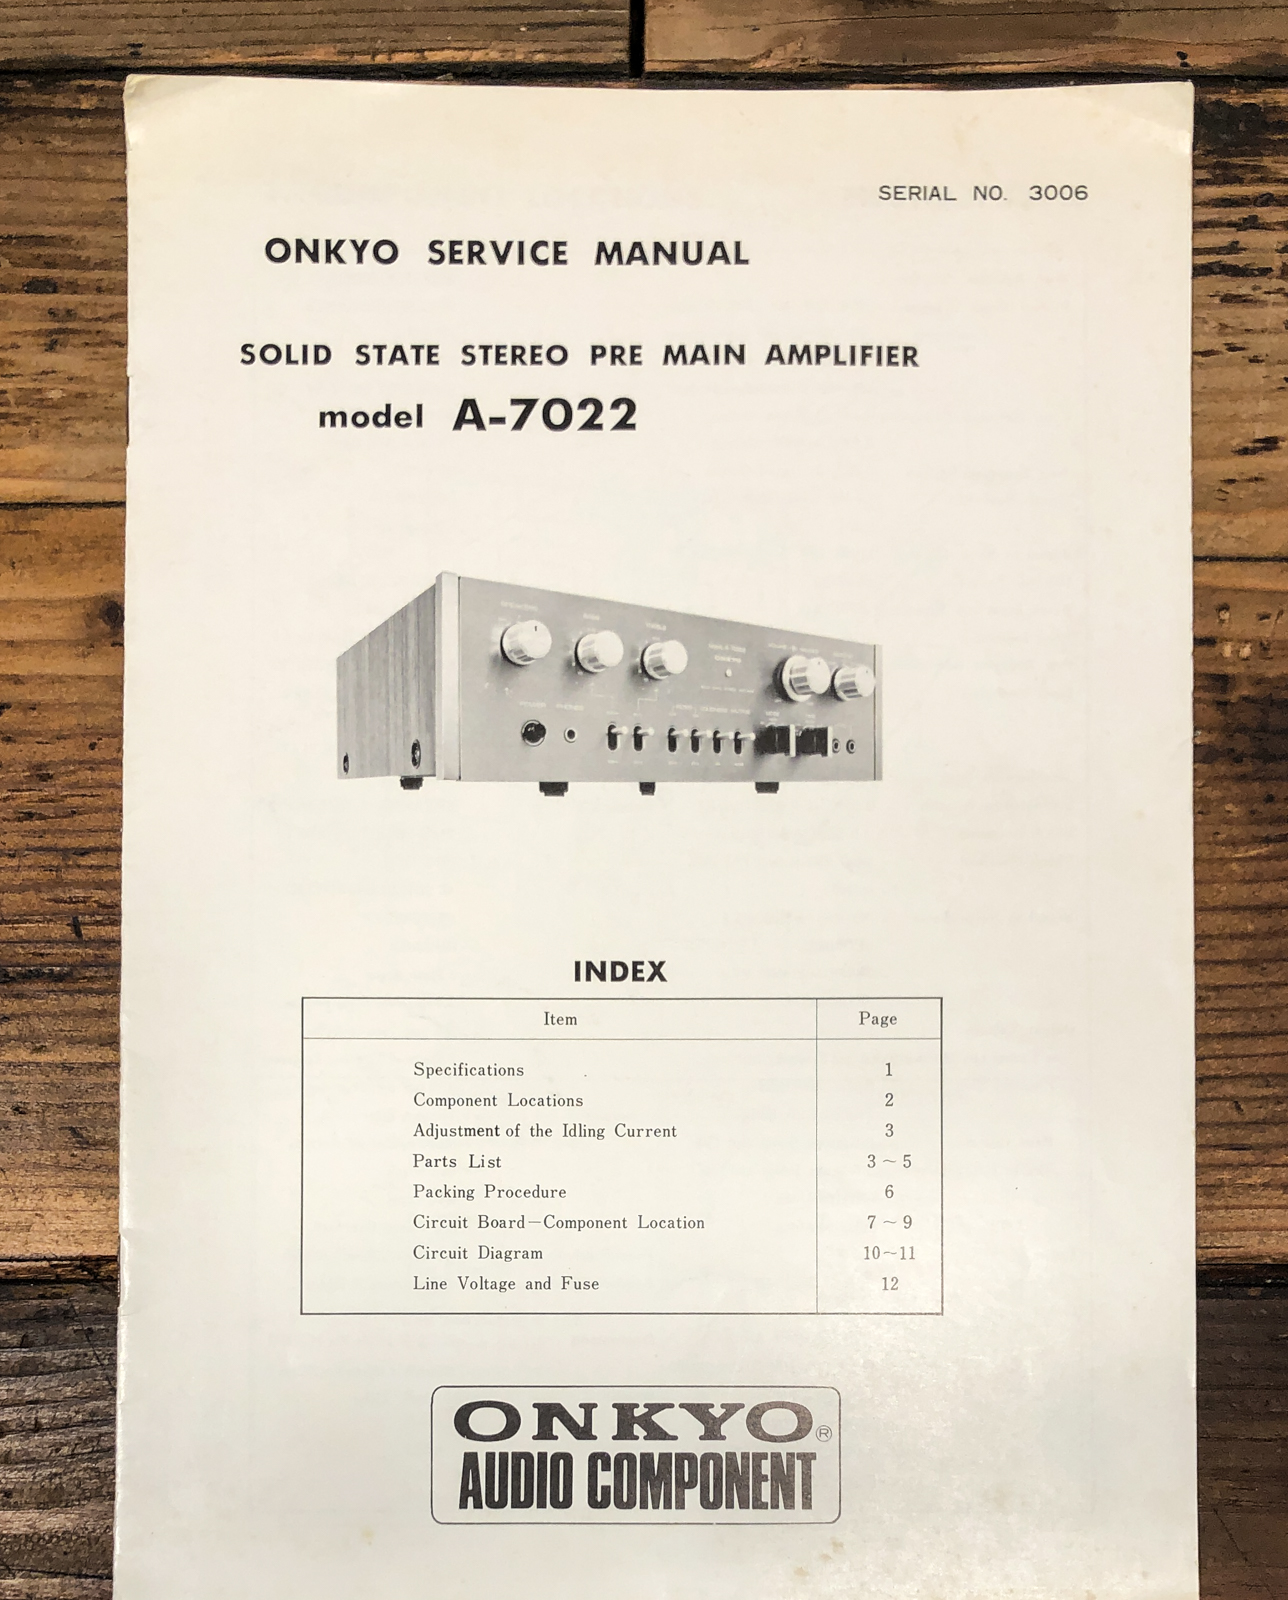 SERIAL NO. 3006
ONKYO SERVICE MANUAL
SOLID STATE STEREO PRE MAIN AMPLIFIER
model A-7022
POWER PHONES
INDEX
Item Page
Specifications 1
Component Locations 2
Adjustment of the Idling Current 3
Parts List 3~5
Packing Procedure 6
Circuit Board—Component Location 7~9
Circuit Diagram 10~11
Line Voltage and Fuse 12
ONKYO®
AUDIO COMPONENT